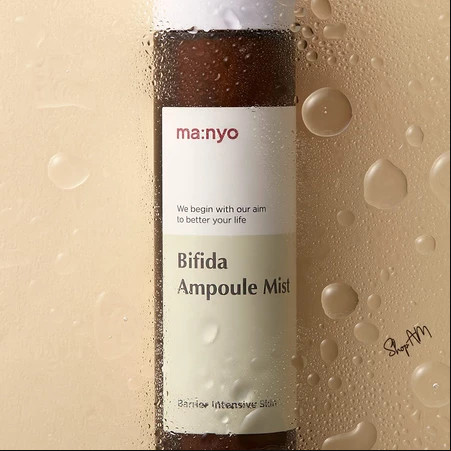 ma:nyo
We begin with our aim
to better your life
Bifida
Ampoule Mist
Barrier Intensive Skin
ShopAM